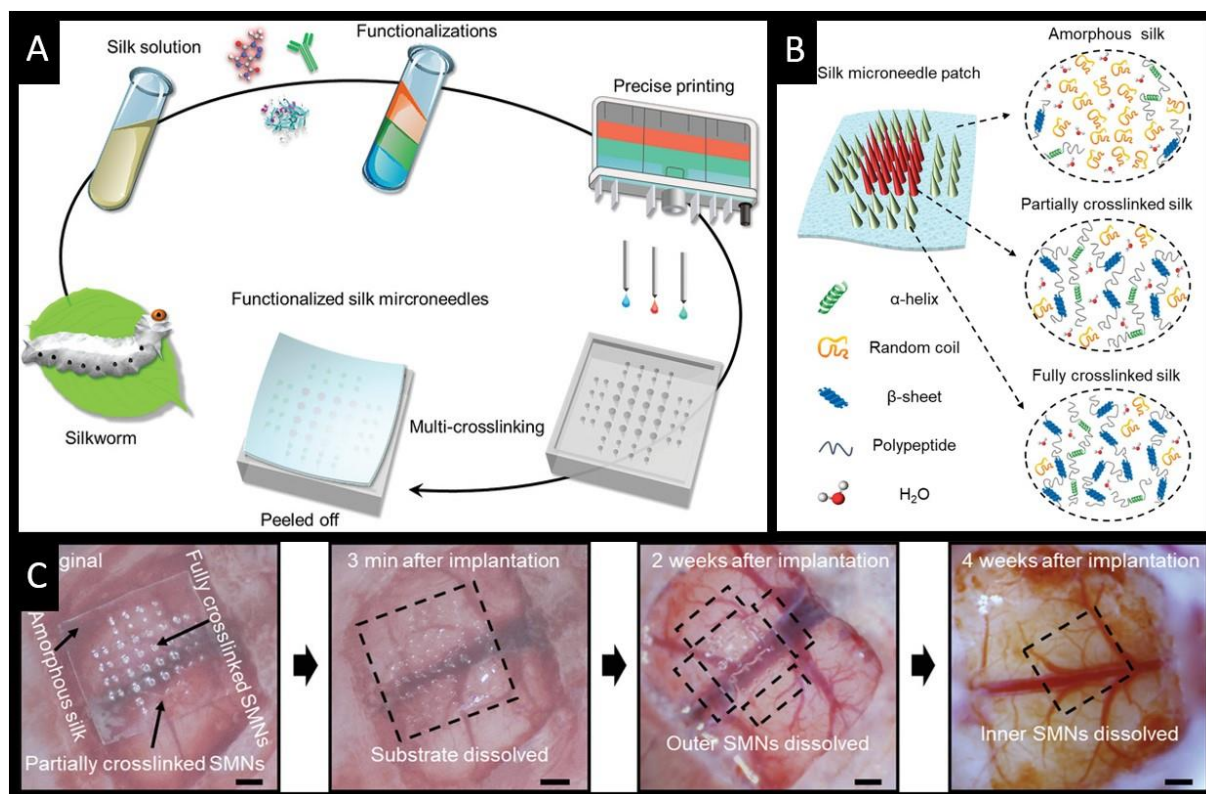 A
Silk solution
Functionalizations
Precise printing
Functionalized silk mircroneedles
Multi-crosslinking
Silkworm
Peeled off
B
Silk microneedle patch
Amorphous silk
Partially crosslinked silk
Fully crosslinked silk
α-helix
Random coil
β-sheet
Polypeptide
H₂O
C
ginal
Amorphous silk
Fully crosslinked SMNs
Partially crosslinked SMNs
3 min after implantation
Substrate dissolved
2 weeks after implantation
Outer SMNs dissolved
4 weeks after implantation
Inner SMNs dissolved